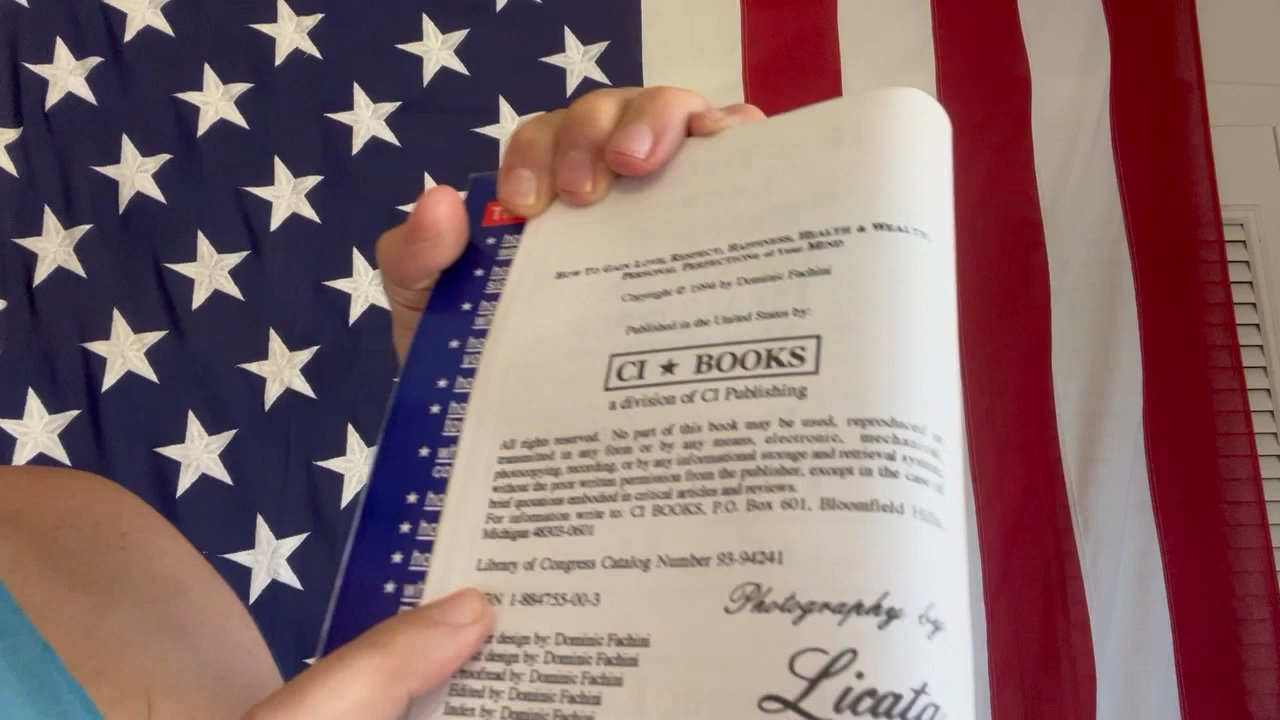 HOW TO GAIN LOVE, RESPECT, HAPPINESS, HEALTH & WEALTH,
PERSONAL PERFECTIONS of Your MIND
Copyright © 1994 by Dominic Fachini
Published in the United States by:
CI ★ BOOKS
a division of CI Publishing
All rights reserved. No part of this book may be used, reproduced or
transmitted in any form or by any means, electronic, mechanical,
photocopying, recording, or by any informational storage and retrieval system,
without the prior written permission from the publisher, except in the case of
brief quotations embodied in critical articles and reviews.
For information write to: CI BOOKS, P.O. Box 601, Bloomfield Hills,
Michigan 48303-0601
Library of Congress Catalog Number 93-94241
1-884755-00-3
Photography by
Licata
design by: Dominic Fachini
design by: Dominic Fachini
Proofread by: Dominic Fachini
Edited by: Dominic Fachini
Index by: Dominic Fachini